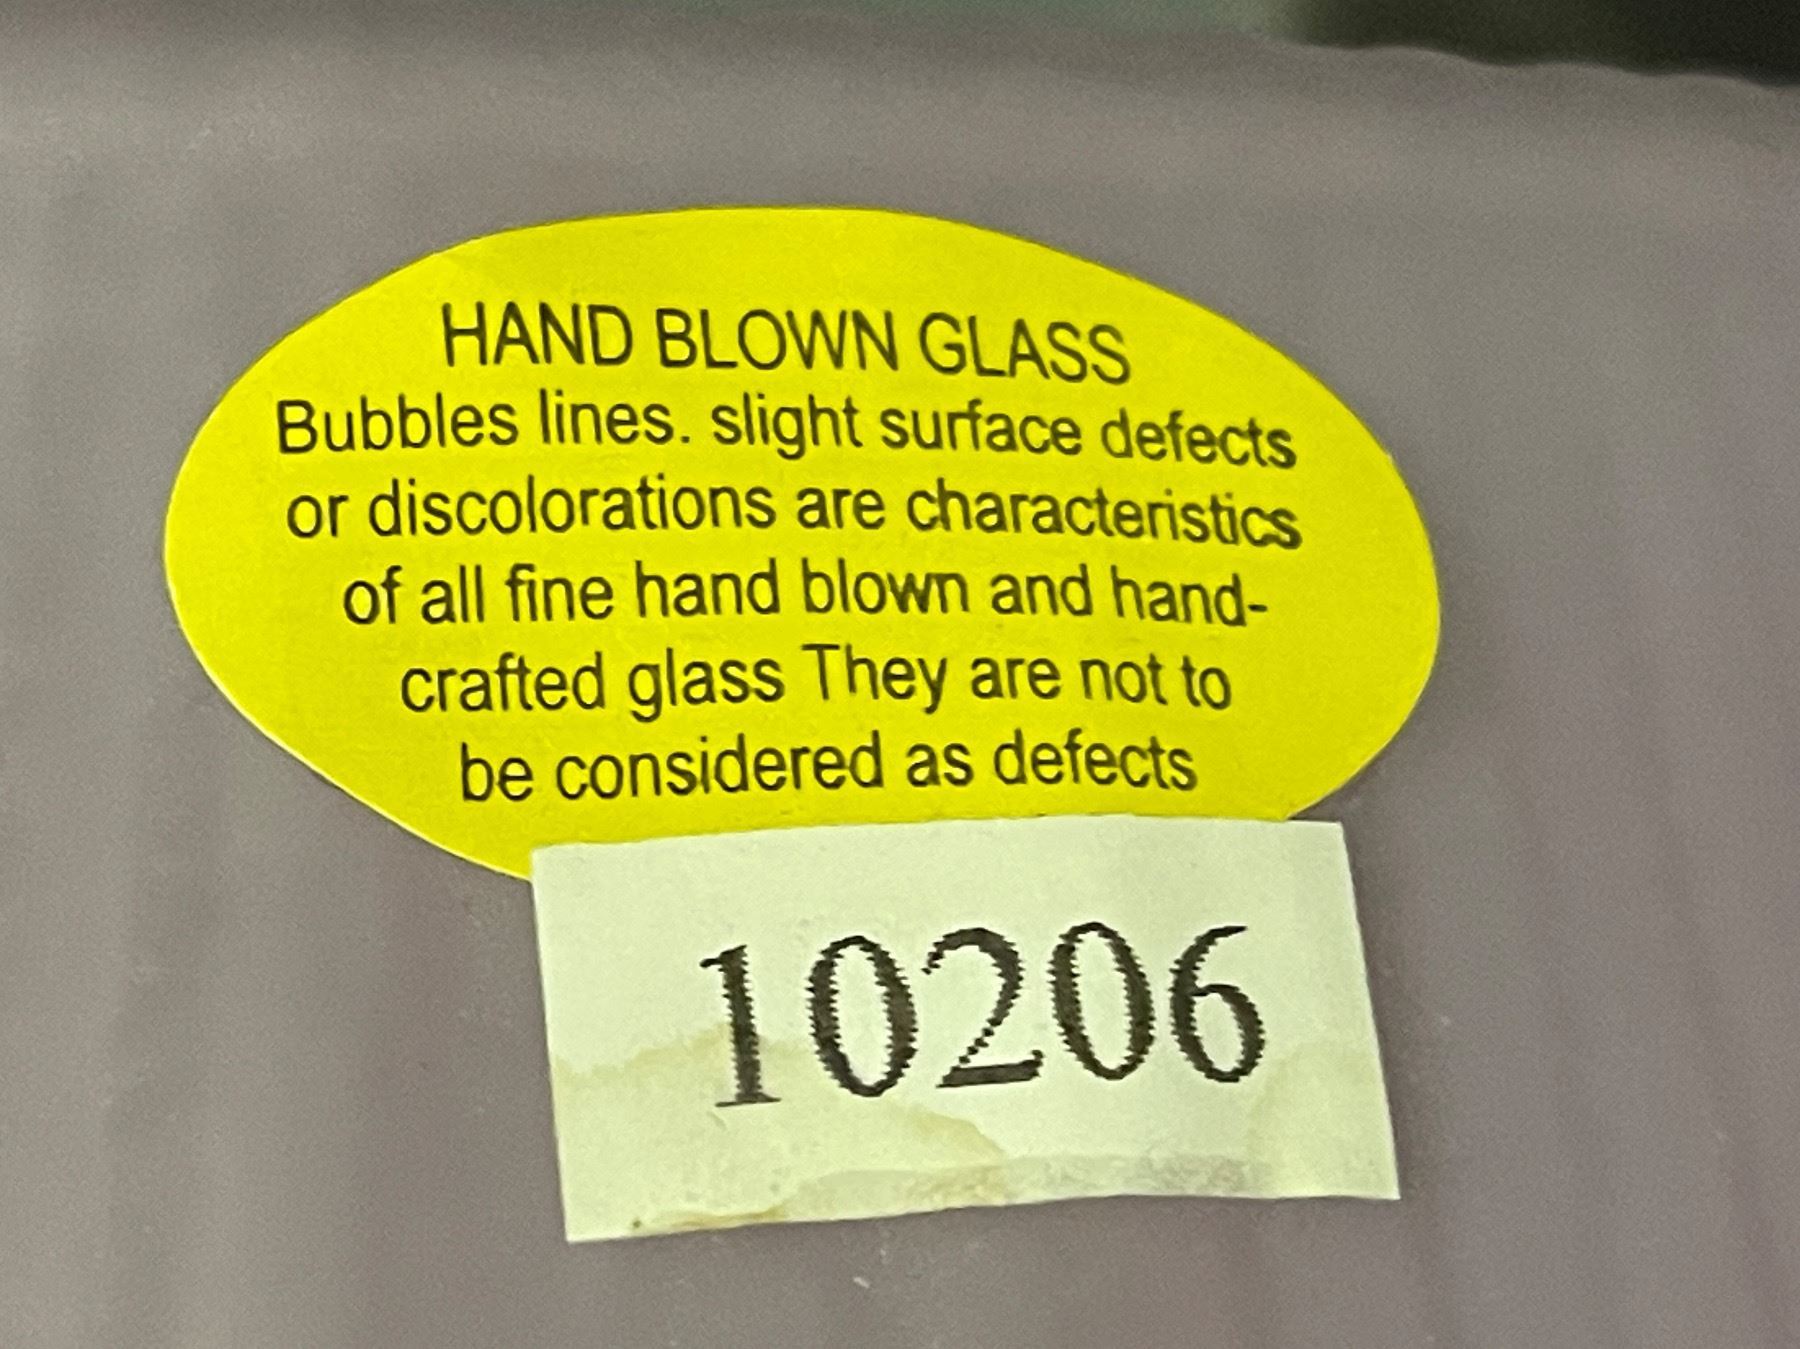 HAND BLOWN GLASS
Bubbles lines. slight surface defects
or discolorations are characteristics
of all fine hand blown and hand-
crafted glass They are not to
be considered as defects
10206